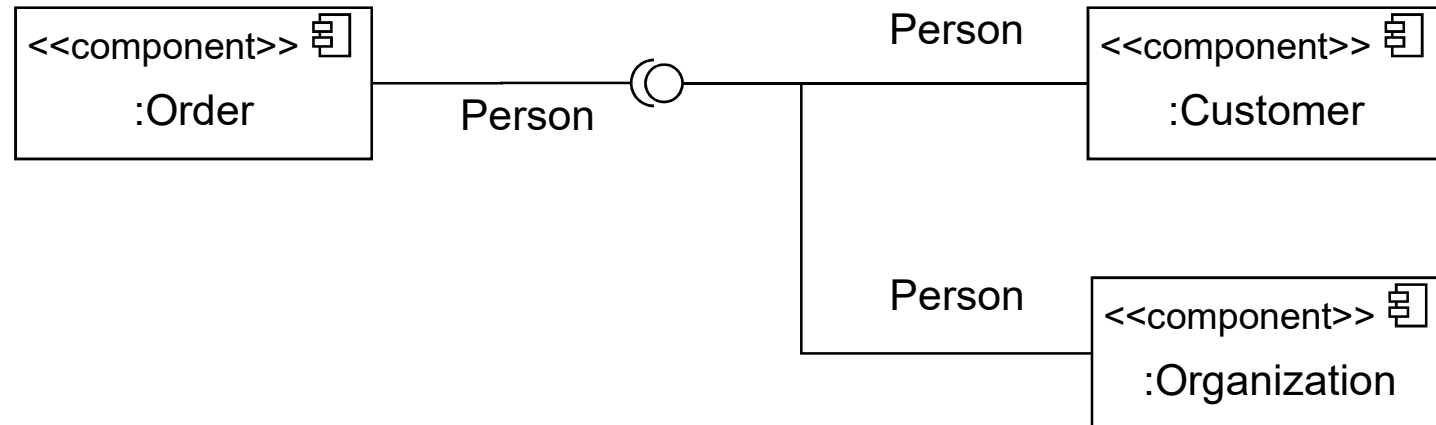 <<component>>
:Order
Person
Person
<<component>>
:Customer
Person
<<component>>
:Organization